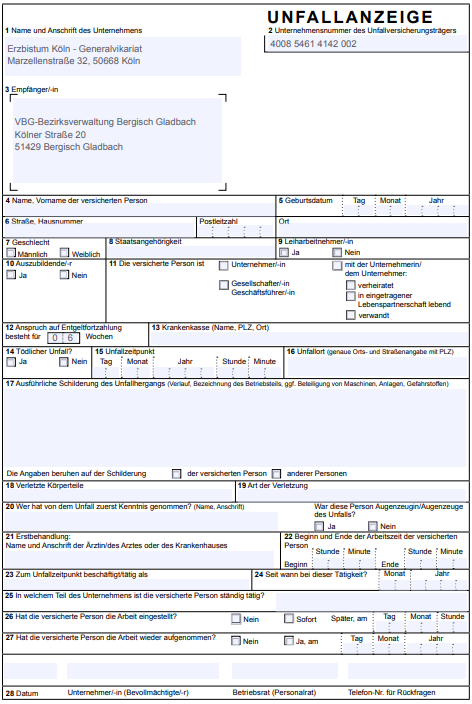 UNFALLANZEIGE
1 Name und Anschrift des Unternehmens
2 Unternehmensnummer des Unfallversicherungsträgers
Erzbistum Köln - Generalvikariat
Marzellenstraße 32, 50668 Köln
4008 5461 4142 002
3 Empfänger/-in
VBG-Bezirksverwaltung Bergisch Gladbach
Kölner Straße 20
51429 Bergisch Gladbach
4 Name, Vorname der versicherten Person
5 Geburtsdatum Tag Monat Jahr
6 Straße, Hausnummer Postleitzahl Ort
7 Geschlecht
Männlich Weiblich
8 Staatsangehörigkeit
9 Leiharbeitnehmer/-in
Ja Nein
10 Auszubildende/-r
Ja Nein
11 Die versicherte Person ist
Unternehmer/-in
Gesellschafter/-in
Geschäftsführer/-in
mit der Unternehmerin/
dem Unternehmer:
verheiratet
in eingetragener
Lebenspartnerschaft lebend
verwandt
12 Anspruch auf Entgeltfortzahlung
besteht für 0 6 Wochen
13 Krankenkasse (Name, PLZ, Ort)
14 Tödlicher Unfall?
Ja Nein
15 Unfallzeitpunkt
Tag Monat Jahr Stunde Minute
16 Unfallort (genaue Orts- und Straßenangabe mit PLZ)
17 Ausführliche Schilderung des Unfallhergangs (Verlauf, Bezeichnung des Betriebsteils, ggf. Beteiligung von Maschinen, Anlagen, Gefahrstoffen)
Die Angaben beruhen auf der Schilderung der versicherten Person anderer Personen
18 Verletzte Körperteile
19 Art der Verletzung
20 Wer hat von dem Unfall zuerst Kenntnis genommen? (Name, Anschrift)
War diese Person Augenzeugin/Augenzeuge
des Unfalls?
Ja Nein
21 Erstbehandlung:
Name und Anschrift der Ärztin/des Arztes oder des Krankenhauses
22 Beginn und Ende der Arbeitszeit der versicherten
Person
Stunde Minute Stunde Minute
Beginn Ende
23 Zum Unfallzeitpunkt beschäftigt/tätig als
24 Seit wann bei dieser Tätigkeit? Monat Jahr
25 In welchem Teil des Unternehmens ist die versicherte Person ständig tätig?
26 Hat die versicherte Person die Arbeit eingestellt? Nein Sofort Später, am Tag Monat Stunde
27 Hat die versicherte Person die Arbeit wieder aufgenommen? Nein Ja, am Tag Monat Jahr
28 Datum Unternehmer/-in (Bevollmächtigte/-r) Betriebsrat (Personalrat) Telefon-Nr. für Rückfragen